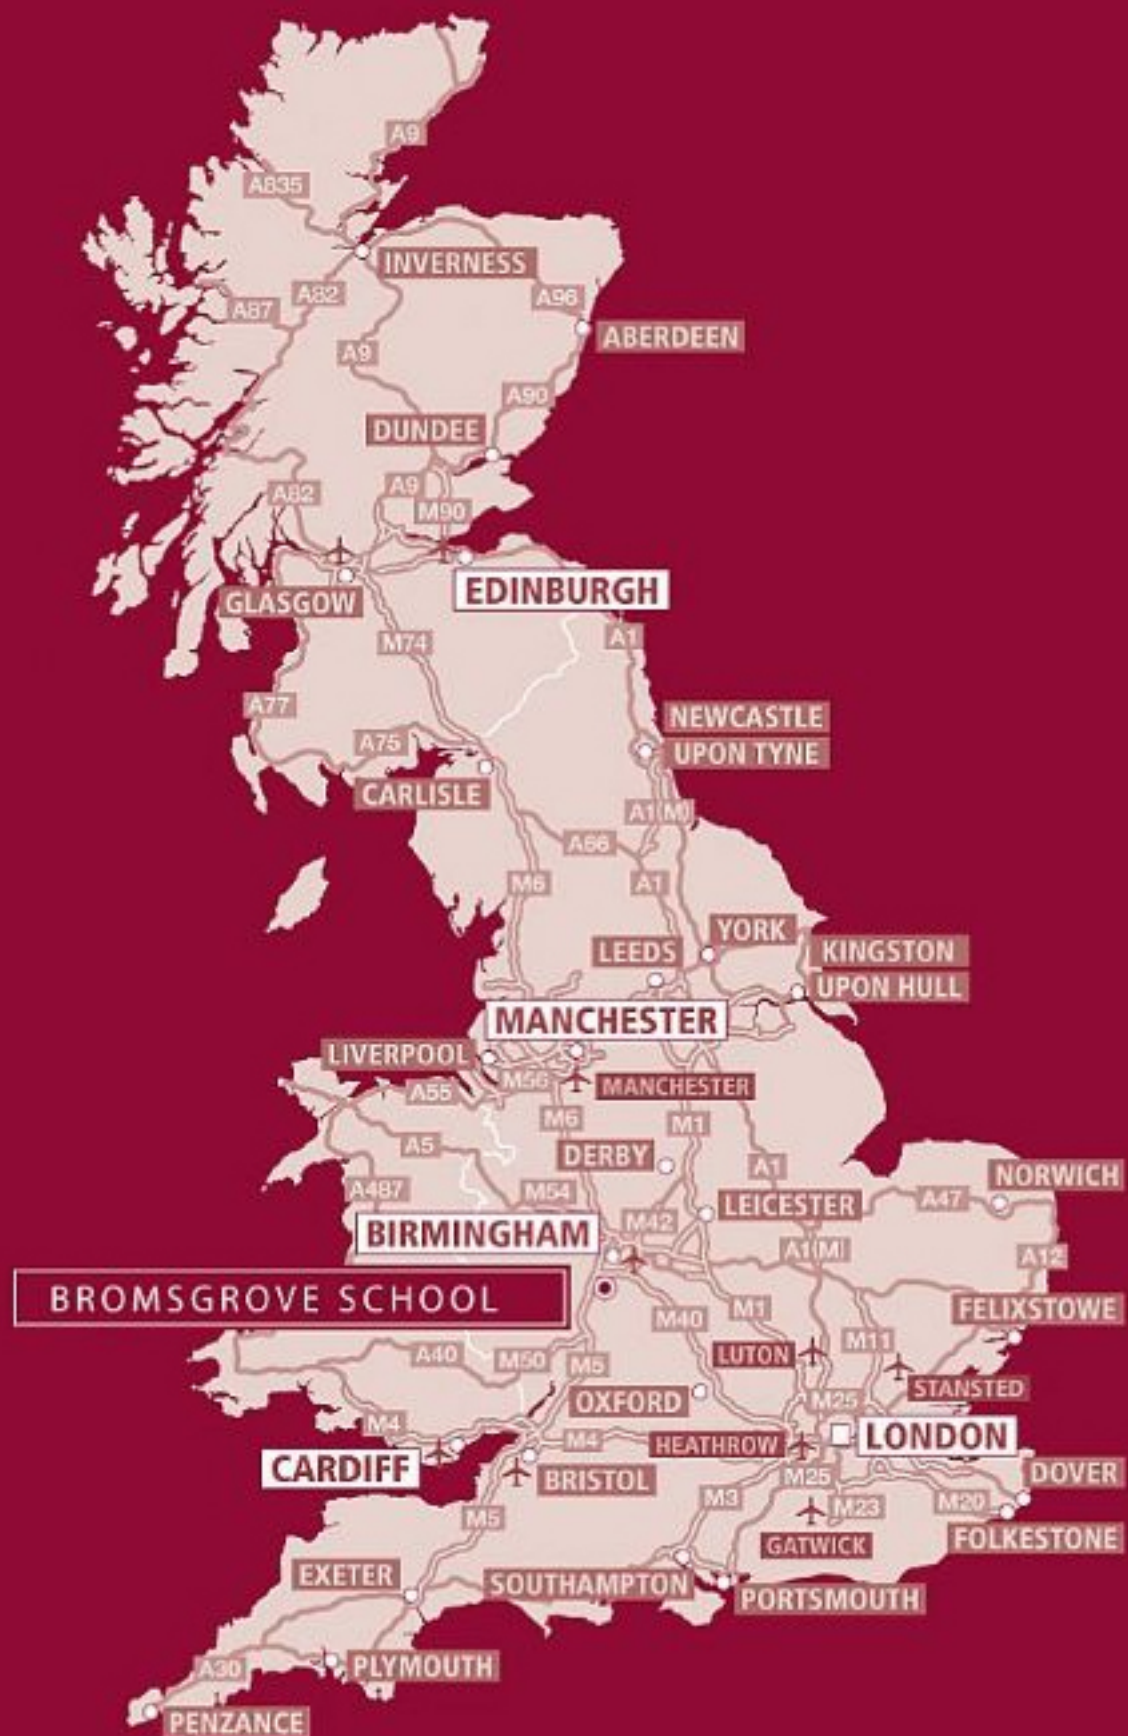 A9
A835
INVERNESS
A82
A96
A87
ABERDEEN
A9
A90
DUNDEE
A82
A9
M90
EDINBURGH
GLASGOW
A1
M74
A77
NEWCASTLE
UPON TYNE
A75
CARLISLE
A1(M)
A66
M6
A1
YORK
LEEDS
KINGSTON
UPON HULL
MANCHESTER
LIVERPOOL
M56
MANCHESTER
A55
M6
M1
A5
DERBY
A1
NORWICH
A487
M54
LEICESTER
A47
BIRMINGHAM
M42
A1(M)
A12
BROMSGROVE SCHOOL
M40
M1
FELIXSTOWE
A40
M50
M5
LUTON
M11
STANSTED
OXFORD
M25
M4
M4
HEATHROW
LONDON
CARDIFF
BRISTOL
M25
DOVER
M3
M23
M20
M5
GATWICK
FOLKESTONE
EXETER
SOUTHAMPTON
PORTSMOUTH
A30
PLYMOUTH
PENZANCE